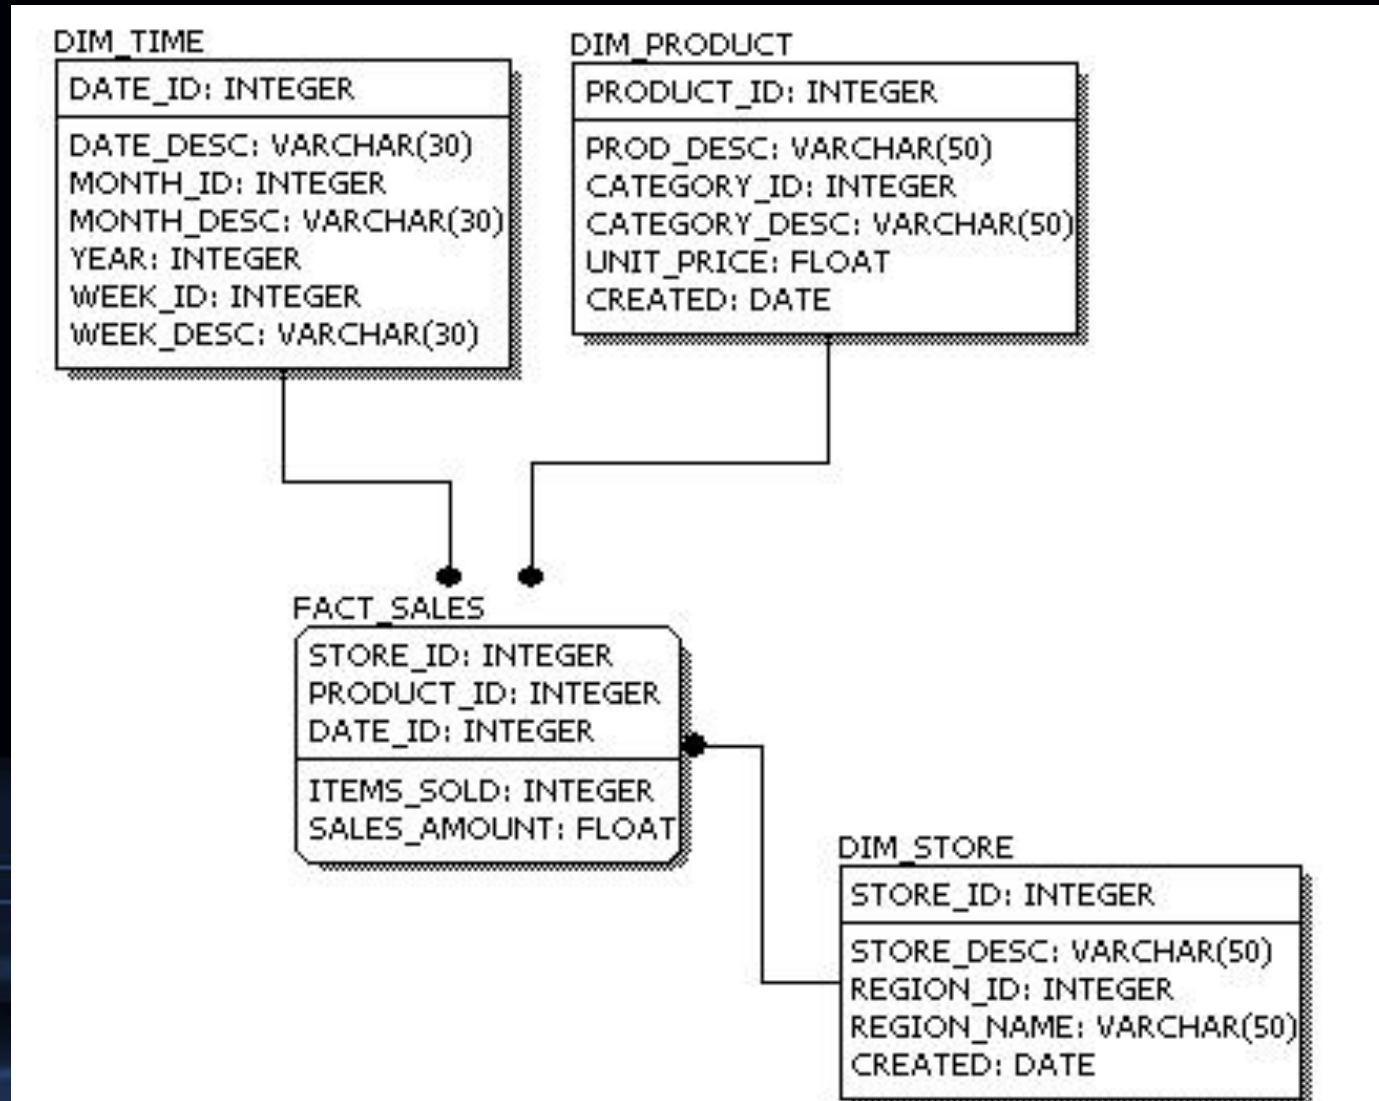 DIM_TIME
DATE_ID: INTEGER
DATE_DESC: VARCHAR(30)
MONTH_ID: INTEGER
MONTH_DESC: VARCHAR(30)
YEAR: INTEGER
WEEK_ID: INTEGER
WEEK_DESC: VARCHAR(30)
DIM_PRODUCT
PRODUCT_ID: INTEGER
PROD_DESC: VARCHAR(50)
CATEGORY_ID: INTEGER
CATEGORY_DESC: VARCHAR(50)
UNIT_PRICE: FLOAT
CREATED: DATE
FACT_SALES
STORE_ID: INTEGER
PRODUCT_ID: INTEGER
DATE_ID: INTEGER
ITEMS_SOLD: INTEGER
SALES_AMOUNT: FLOAT
DIM_STORE
STORE_ID: INTEGER
STORE_DESC: VARCHAR(50)
REGION_ID: INTEGER
REGION_NAME: VARCHAR(50)
CREATED: DATE